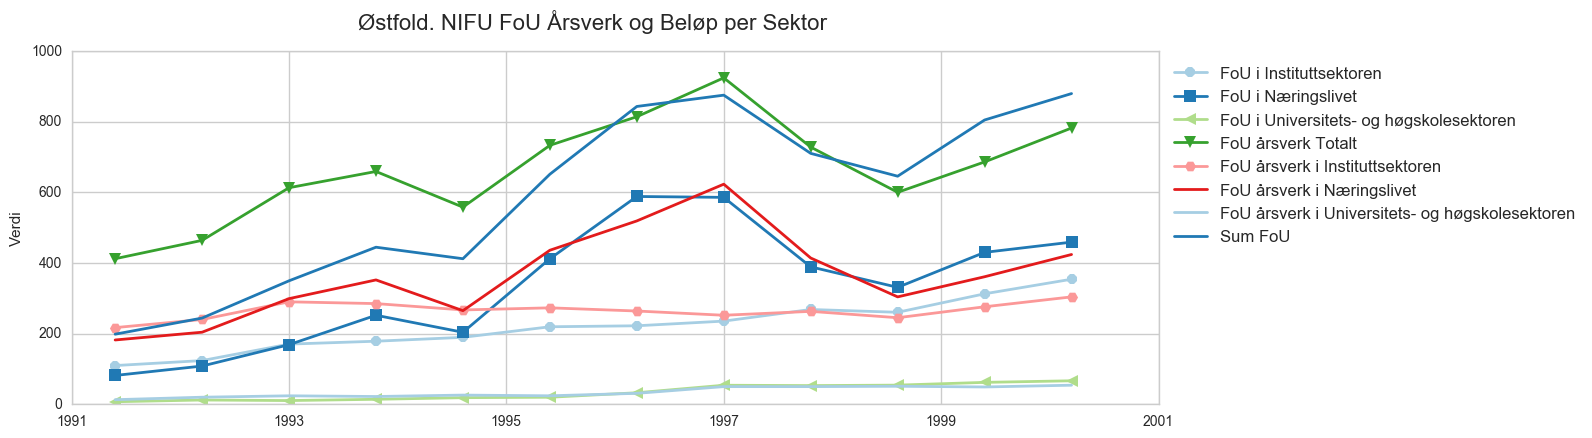 Østfold. NIFU FoU Årsverk og Beløp per Sektor
1000
800
600
400
200
0
Verdi
1991
1993
1995
1997
1999
2001
FoU i Instituttsektoren
FoU i Næringslivet
FoU i Universitets- og høgskolesektoren
FoU årsverk Totalt
FoU årsverk i Instituttsektoren
FoU årsverk i Næringslivet
FoU årsverk i Universitets- og høgskolesektoren
Sum FoU